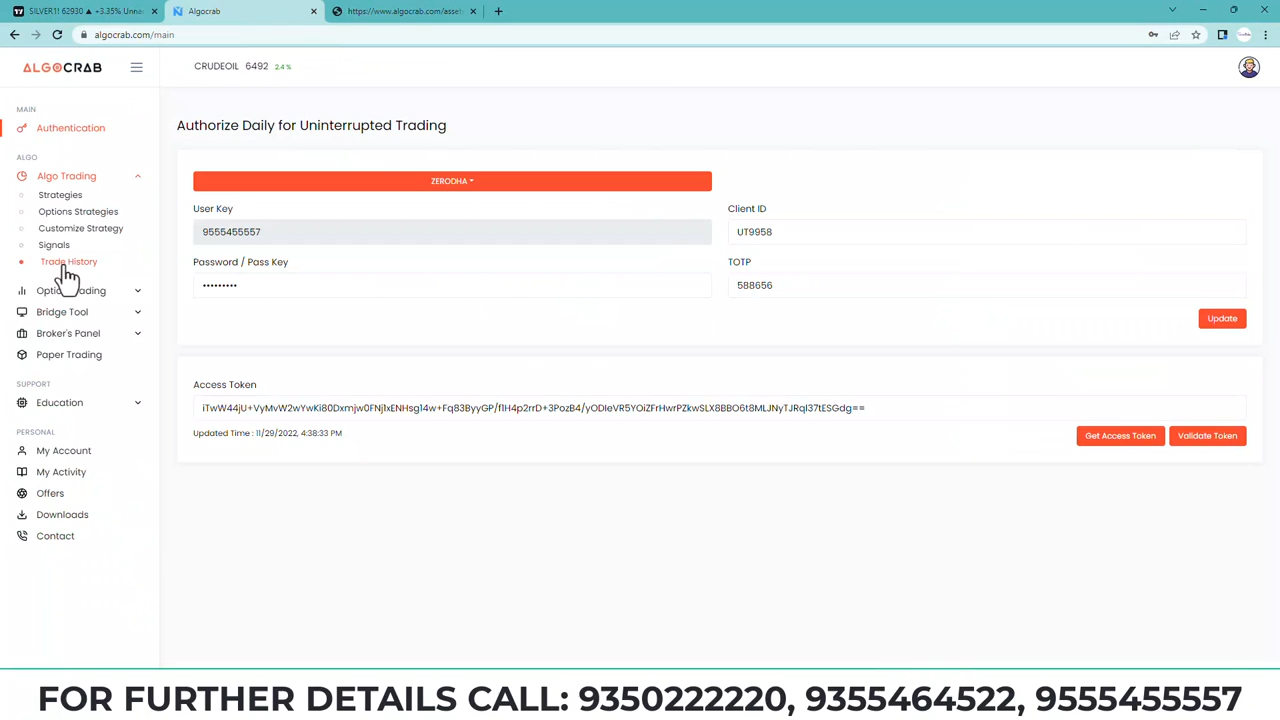 SILVER1! 62930 ▲ +3.35% Unna
Algocrab
https://www.algocrab.com/asset
algocrab.com/main
ALGOCRAB
CRUDEOIL 6492 2.4 %
MAIN
Authentication
Authorize Daily for Uninterrupted Trading
ALGO
Algo Trading
Strategies
Options Strategies
Customize Strategy
Signals
Trade History
Option Trading
Bridge Tool
Broker's Panel
Paper Trading
SUPPORT
Education
PERSONAL
My Account
My Activity
Offers
Downloads
Contact
ZERODHA
User Key
Client ID
9555455557
UT9958
Password / Pass Key
TOTP
•••••••••
588656
Update
Access Token
iTwW44jU+VyMvW2wYwKi80Dxmjw0FNj1xENHsg14w+Fq83ByyGP/f1H4p2rrD+3PozB4/yODIeVR5YOiZFrHwrPZkwSLX8BBO6t8MLJNyTJRqI37tESGdg==
Updated Time : 11/29/2022, 4:38:33 PM
Get Access Token
Validate Token
FOR FURTHER DETAILS CALL: 9350222220, 9355464522, 9555455557